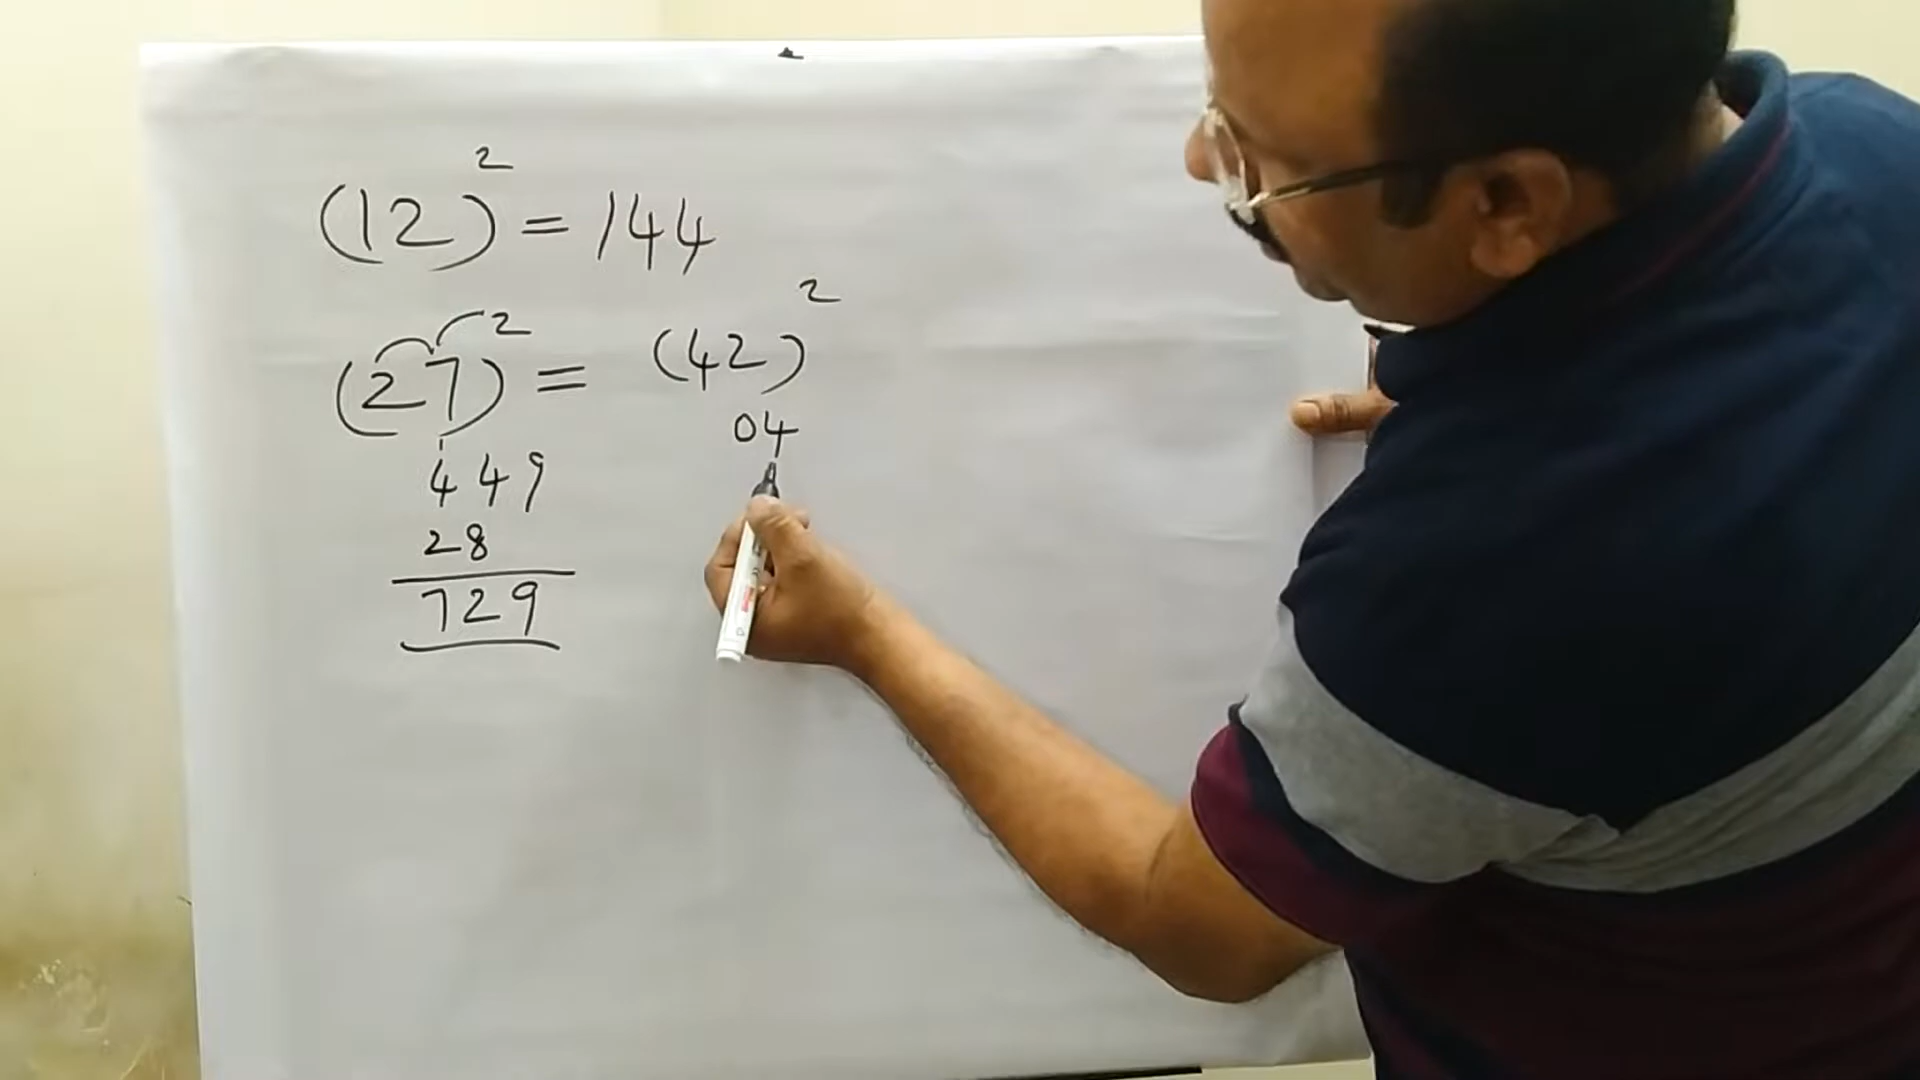 (12)² = 144
(27)² = (42)²
449 04
28
729